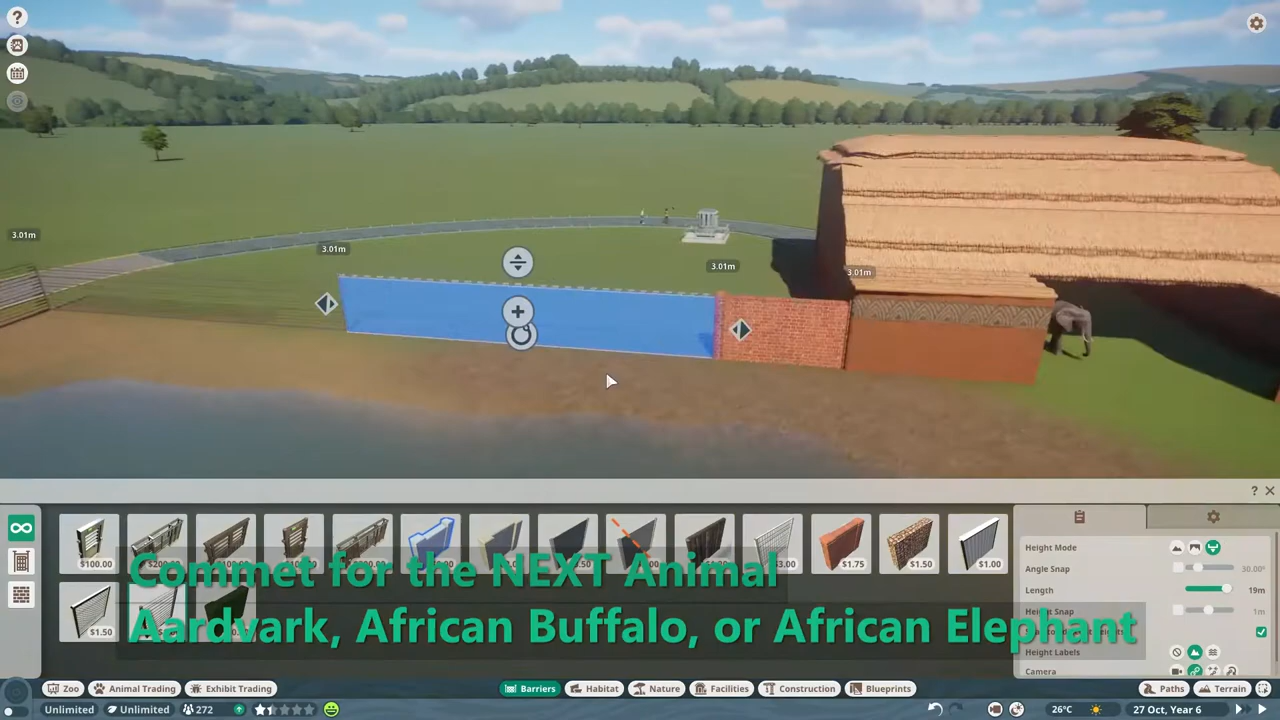 3.01m
3.01m
3.01m
3.01m
$100.00
$1.75
$1.50
$1.00
$1.50
Commet for the NEXT Animal
Aardvark, African Buffalo, or African Elephant
Height Mode
Angle Snap 30.00°
Length 19m
Height Snap 1m
Height Labels
Camera
Zoo
Animal Trading
Exhibit Trading
Barriers
Habitat
Nature
Facilities
Construction
Blueprints
Paths
Terrain
Unlimited
Unlimited
272
26°C
27 Oct, Year 6